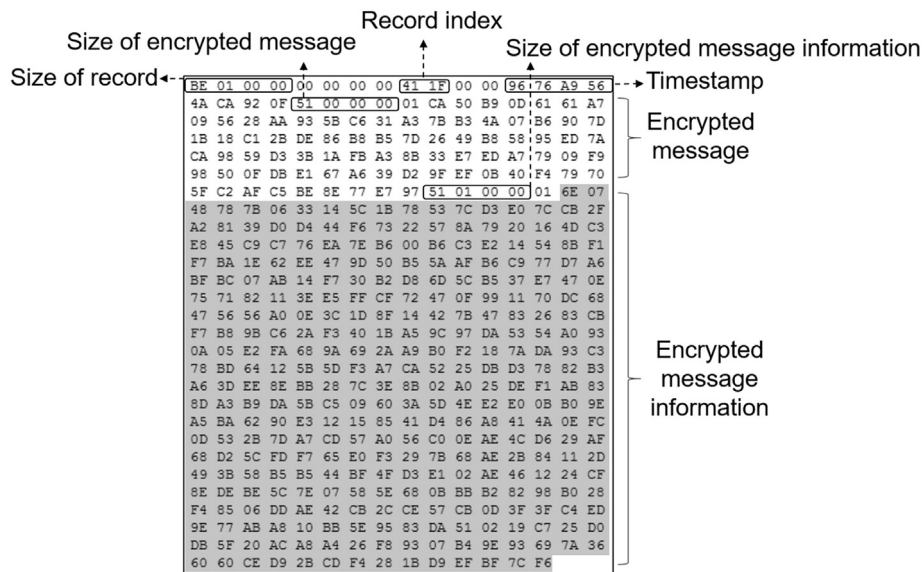 Record index
Size of encrypted message
Size of encrypted message information
Size of record
Timestamp
BE 01 00 00 00 00 00 00 41 1F 00 00 96 76 A9 56
4A CA 92 0F 51 00 00 00 01 CA 50 B9 0D 61 61 A7
09 56 28 AA 93 5B C6 31 A3 7B B3 4A 07 B6 90 7D
1B 18 C1 2B DE 86 B8 B5 7D 26 49 B8 58 95 ED 7A
CA 98 59 D3 3B 1A FB A3 8B 33 E7 ED A7 79 09 F9
98 50 0F DB E1 67 A6 39 D2 9F EF 0B 40 F4 79 70
5F C2 AF C5 BE 8E 77 E7 97 51 01 00 00 01 6E 07
48 78 7B 06 33 14 5C 1B 78 53 7C D3 E0 7C CB 2F
A2 81 39 D0 D4 44 F6 73 22 57 8A 79 20 16 4D C3
E8 45 C9 C7 76 EA 7E B6 00 B6 C3 E2 14 54 8B F1
F7 BA 1E 62 EE 47 9D 50 B5 5A AF B6 C9 77 D7 A6
BF BC 07 AB 14 F7 30 B2 D8 6D 5C B5 37 E7 47 0E
75 71 82 11 3E E5 FF CF 72 47 0F 99 11 70 DC 68
47 56 56 A0 0E 3C 1D 8F 14 42 7B 47 83 26 83 CB
F7 B8 9B C6 2A F3 40 1B A5 9C 97 DA 53 54 A0 93
0A 05 E2 FA 68 9A 69 2A A9 B0 F2 18 7A DA 93 C3
78 BD 64 12 5B 5D F3 A7 CA 52 25 DB D3 78 82 B3
A6 3D EE 8E BB 28 7C 3E 8B 02 A0 25 DE F1 AB 83
8D A3 B9 DA 5B C5 09 60 3A 5D 4E E2 E0 0B B0 9E
A5 BA 62 90 E3 12 15 85 41 D4 86 A8 41 4A 0E FC
0D 53 2B 7D A7 CD 57 A0 56 C0 0E AE 4C D6 29 AF
68 D2 5C FD F7 65 E0 F3 29 7B 68 AE 2B 84 11 2D
49 3B 58 B5 B5 44 BF 4F D3 E1 02 AE 46 12 24 CF
8E DE BE 5C 7E 07 58 5E 68 0B BB B2 82 98 B0 28
F4 85 06 DD AE 42 CB 2C CE 57 CB 0D 3F 3F C4 ED
9E 77 AB A8 10 BB 5E 95 83 DA 51 02 19 C7 25 D0
DB 5F 20 AC A8 A4 26 F8 93 07 B4 9E 93 69 7A 36
60 60 CE D9 2B CD F4 28 1B D9 EF BF 7C F6
Encrypted
message
Encrypted
message
information